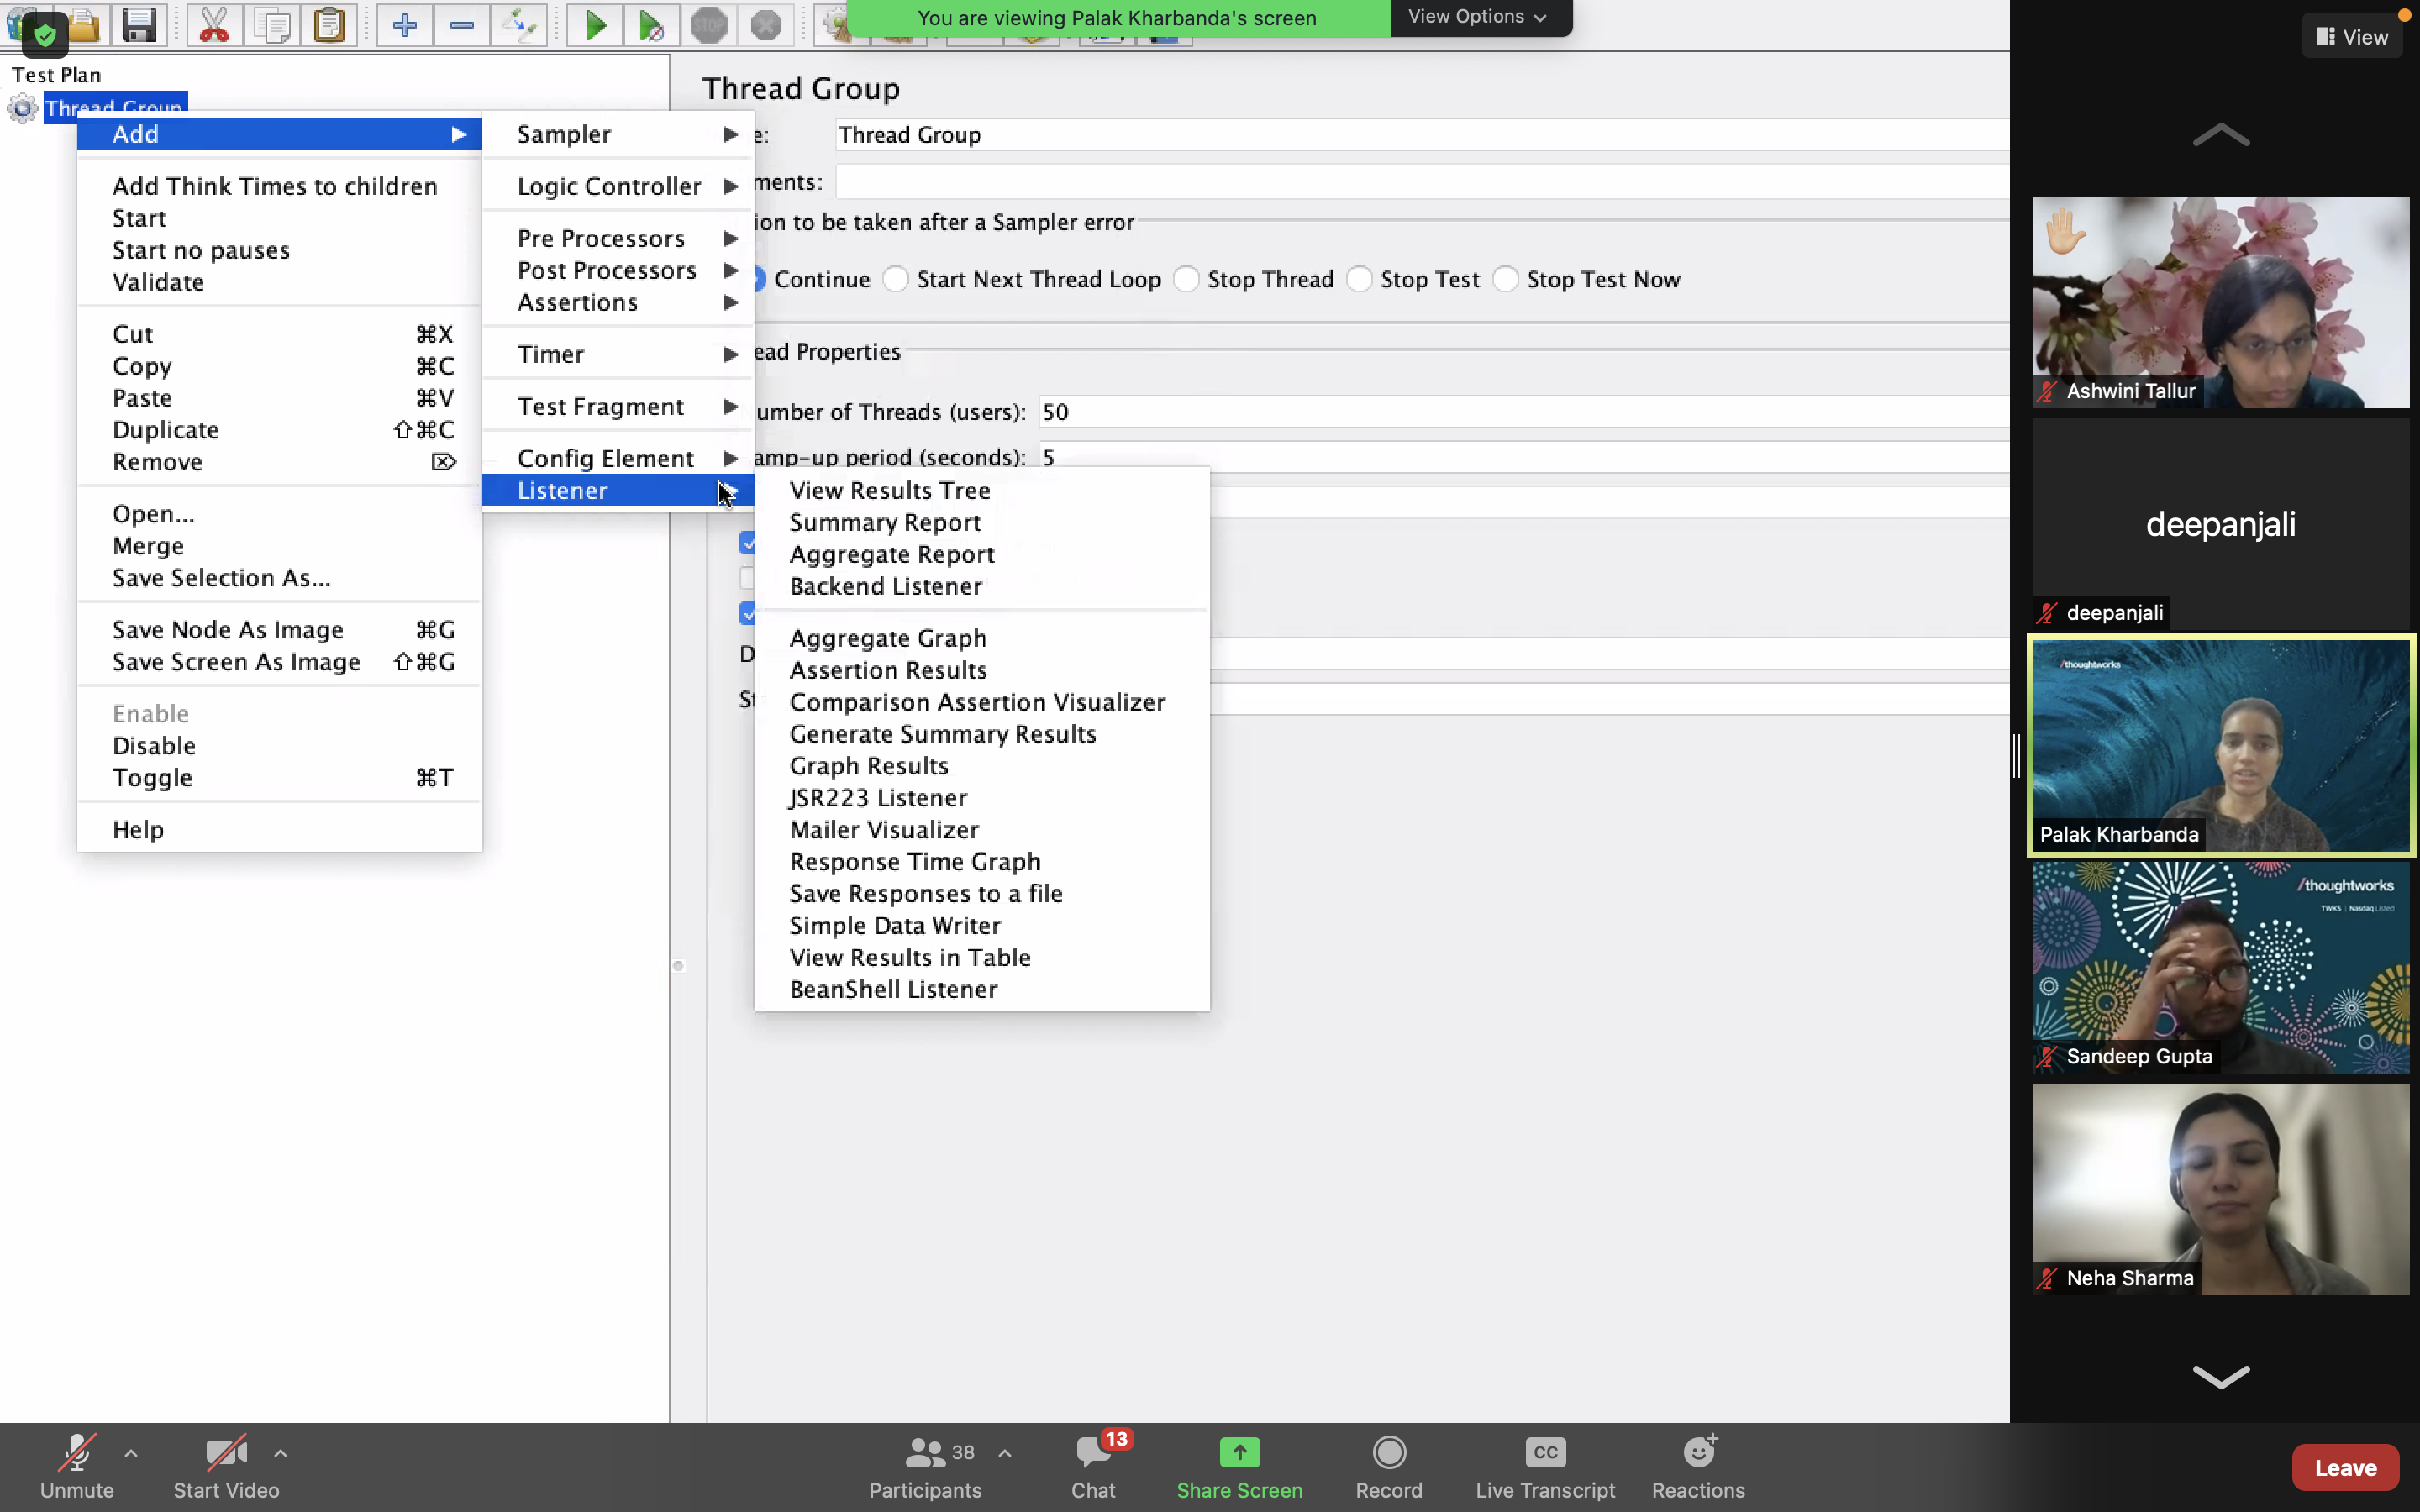 You are viewing Palak Kharbanda's screen
View Options
View
STOP
Test Plan
Thread Group
Add
Add Think Times to children
Start
Start no pauses
Validate
Cut ⌘X
Copy ⌘C
Paste ⌘V
Duplicate ⇧⌘C
Remove ⌦
Open...
Merge
Save Selection As...
Save Node As Image ⌘G
Save Screen As Image ⇧⌘G
Enable
Disable
Toggle ⌘T
Help
Sampler
Logic Controller
Pre Processors
Post Processors
Assertions
Timer
Test Fragment
Config Element
Listener
View Results Tree
Summary Report
Aggregate Report
Backend Listener
Aggregate Graph
Assertion Results
Comparison Assertion Visualizer
Generate Summary Results
Graph Results
JSR223 Listener
Mailer Visualizer
Response Time Graph
Save Responses to a file
Simple Data Writer
View Results in Table
BeanShell Listener
Thread Group
e: Thread Group
ments:
ion to be taken after a Sampler error
Continue Start Next Thread Loop Stop Thread Stop Test Stop Test Now
ead Properties
umber of Threads (users): 50
amp-up period (seconds): 5
D
St
Ashwini Tallur
deepanjali
deepanjali
/thoughtworks
Palak Kharbanda
/thoughtworks
TWKS | Nasdaq Listed
Sandeep Gupta
Neha Sharma
Unmute
Start Video
38
Participants
13
Chat
Share Screen
Record
CC
Live Transcript
Reactions
Leave